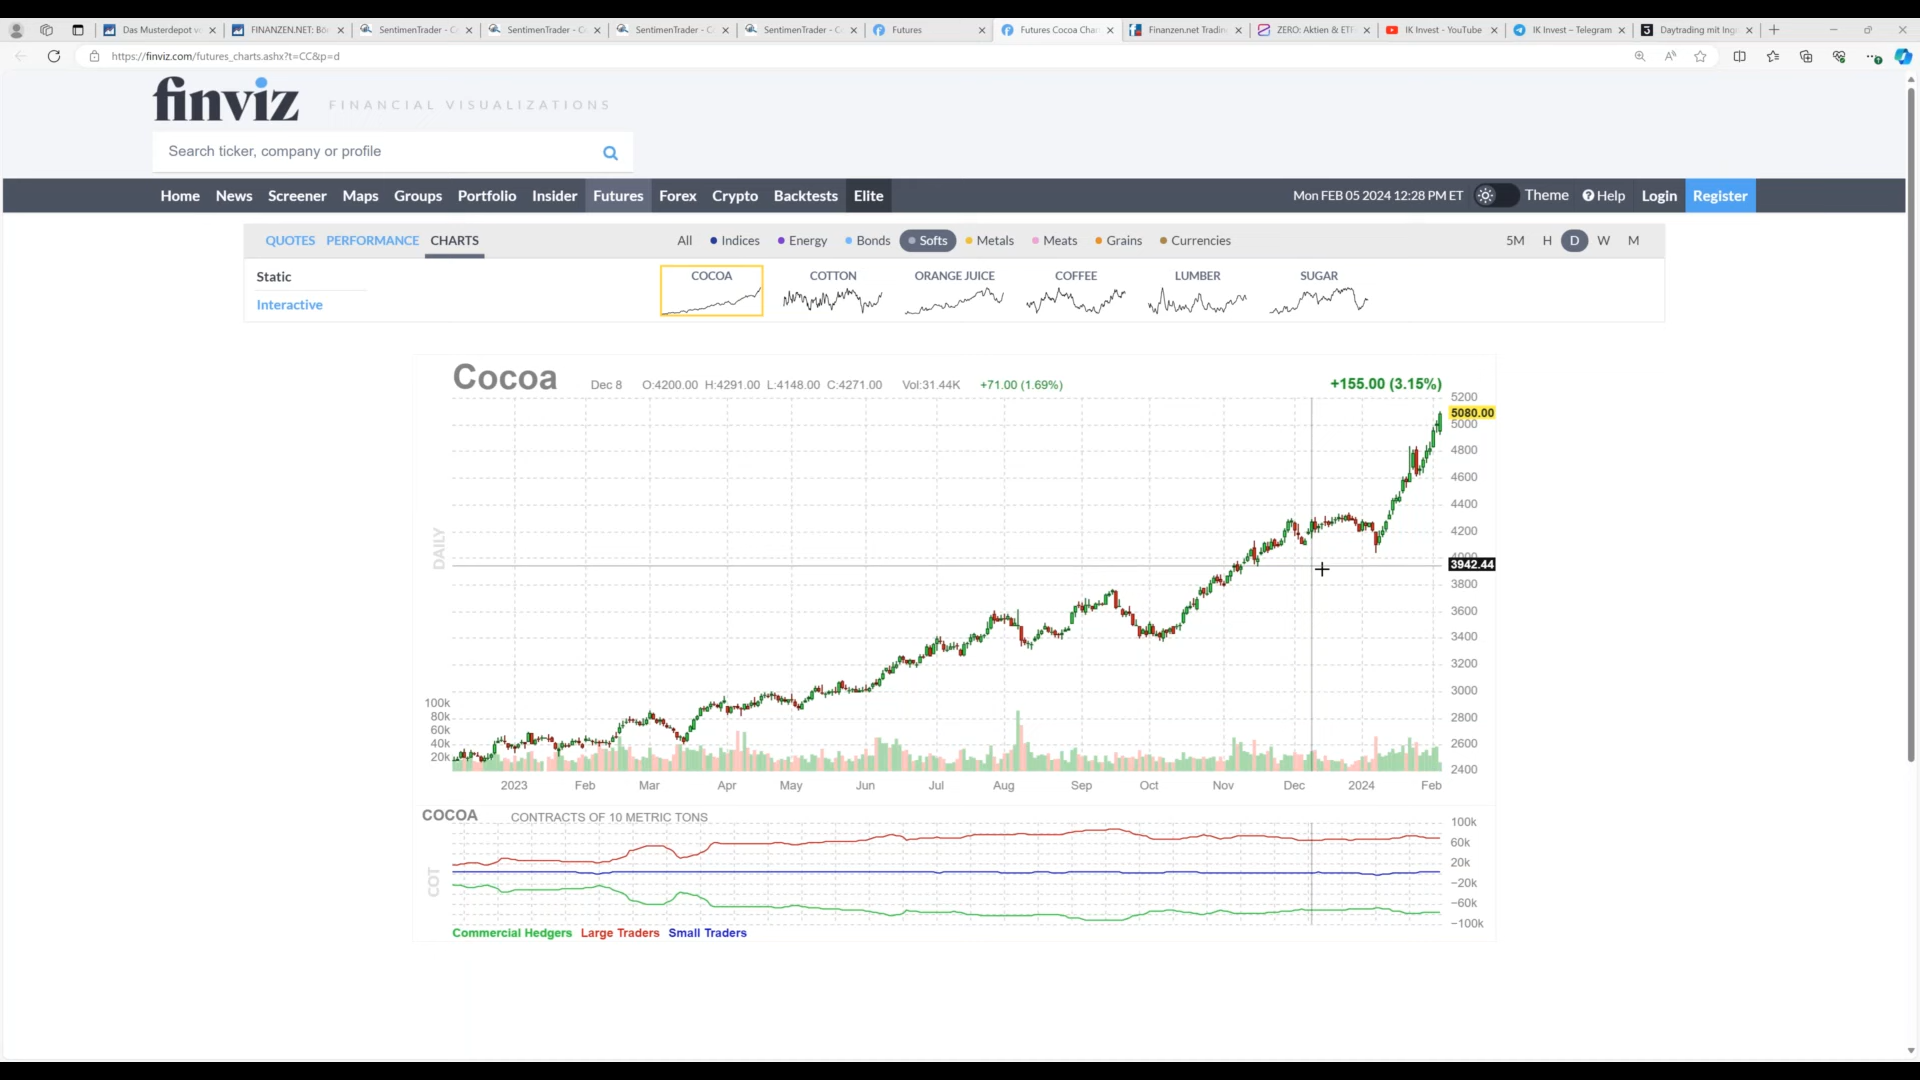 Das Musterdepot v
FINANZEN.NET: Bö
SentimenTrader - C
SentimenTrader - C
SentimenTrader - C
SentimenTrader - C
Futures
Futures Cocoa Cha
Finanzen.net Tradin
ZERO: Aktien & ETF
IK Invest - YouTube
IK Invest – Telegram
Daytrading mit Ing
https://finviz.com/futures_charts.ashx?t=CC&p=d
finviz FINANCIAL VISUALIZATIONS
Search ticker, company or profile
Home News Screener Maps Groups Portfolio Insider Futures Forex Crypto Backtests Elite Mon FEB 05 2024 12:28 PM ET Theme Help Login Register
QUOTES PERFORMANCE CHARTS All Indices Energy Bonds Softs Metals Meats Grains Currencies 5M H D W M
Static
Interactive
COCOA COTTON ORANGE JUICE COFFEE LUMBER SUGAR
Cocoa Dec 8 O:4200.00 H:4291.00 L:4148.00 C:4271.00 Vol:31.44K +71.00 (1.69%) +155.00 (3.15%)
5200
5080.00
5000
4800
4600
4400
4200
4000
3942.44
3800
3600
3400
3200
3000
2800
2600
2400
DAILY
100k
80k
60k
40k
20k
2023 Feb Mar Apr May Jun Jul Aug Sep Oct Nov Dec 2024 Feb
COCOA CONTRACTS OF 10 METRIC TONS
100k
60k
20k
−20k
−60k
−100k
COT
Commercial Hedgers Large Traders Small Traders